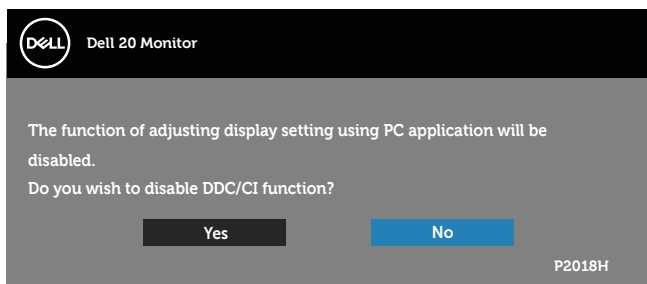 DELL
Dell 20 Monitor
The function of adjusting display setting using PC application will be
disabled.
Do you wish to disable DDC/CI function?
Yes
No
P2018H